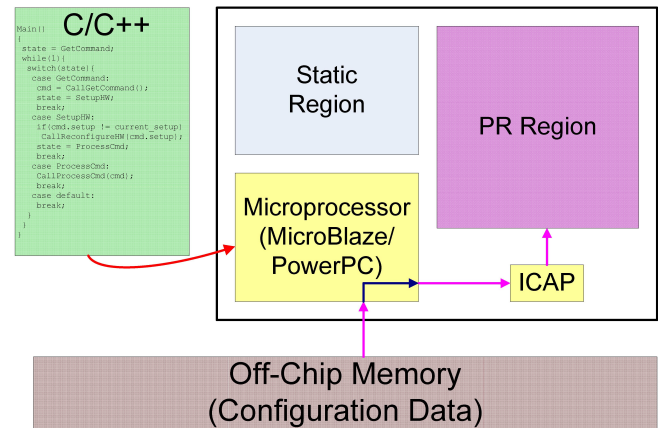 C/C++
Main()
{
state = GetCommand;
while(1){
switch(state){
case GetCommand:
cmd = CallGetCommand();
state = SetupHW;
break;
case SetupHW:
if(cmd.setup != current_setup)
CallReconfigureHW(cmd.setup);
state = ProcessCmd;
break;
case ProcessCmd:
CallProcessCmd(cmd);
break;
case default:
break;
}
}
}
Static
Region
PR Region
Microprocessor
(MicroBlaze/
PowerPC)
ICAP
Off-Chip Memory
(Configuration Data)